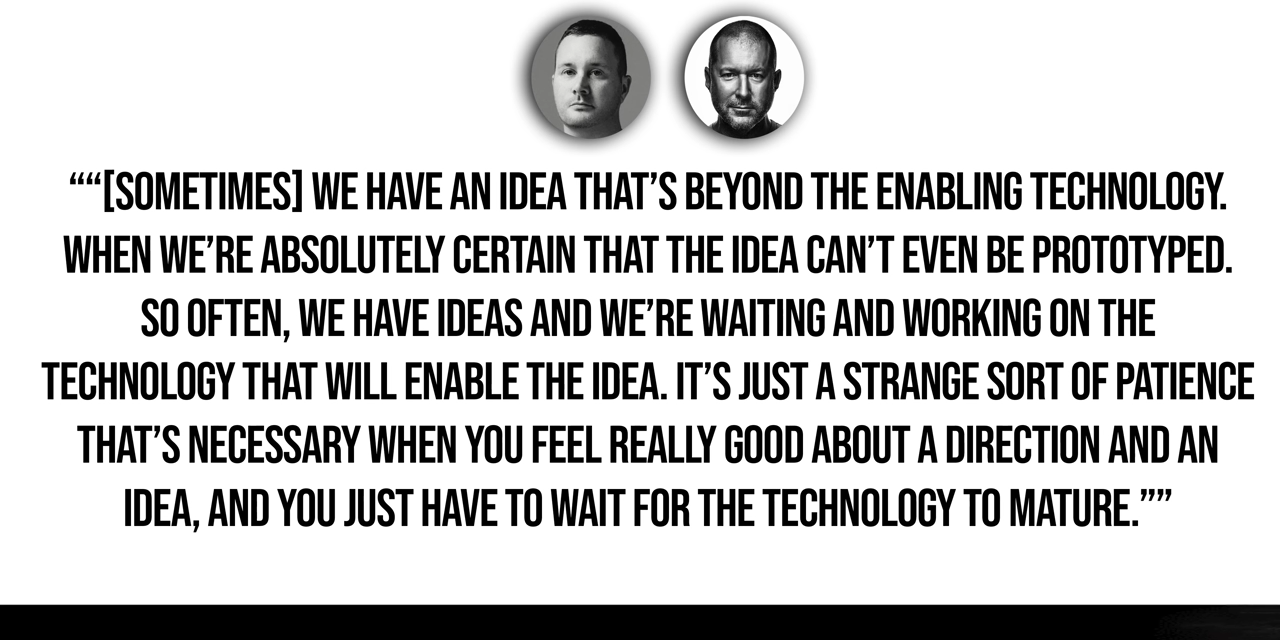 ““[SOMETIMES] WE HAVE AN IDEA THAT’S BEYOND THE ENABLING TECHNOLOGY.
WHEN WE’RE ABSOLUTELY CERTAIN THAT THE IDEA CAN’T EVEN BE PROTOTYPED.
SO OFTEN, WE HAVE IDEAS AND WE’RE WAITING AND WORKING ON THE
TECHNOLOGY THAT WILL ENABLE THE IDEA. IT’S JUST A STRANGE SORT OF PATIENCE
THAT’S NECESSARY WHEN YOU FEEL REALLY GOOD ABOUT A DIRECTION AND AN
IDEA, AND YOU JUST HAVE TO WAIT FOR THE TECHNOLOGY TO MATURE.””